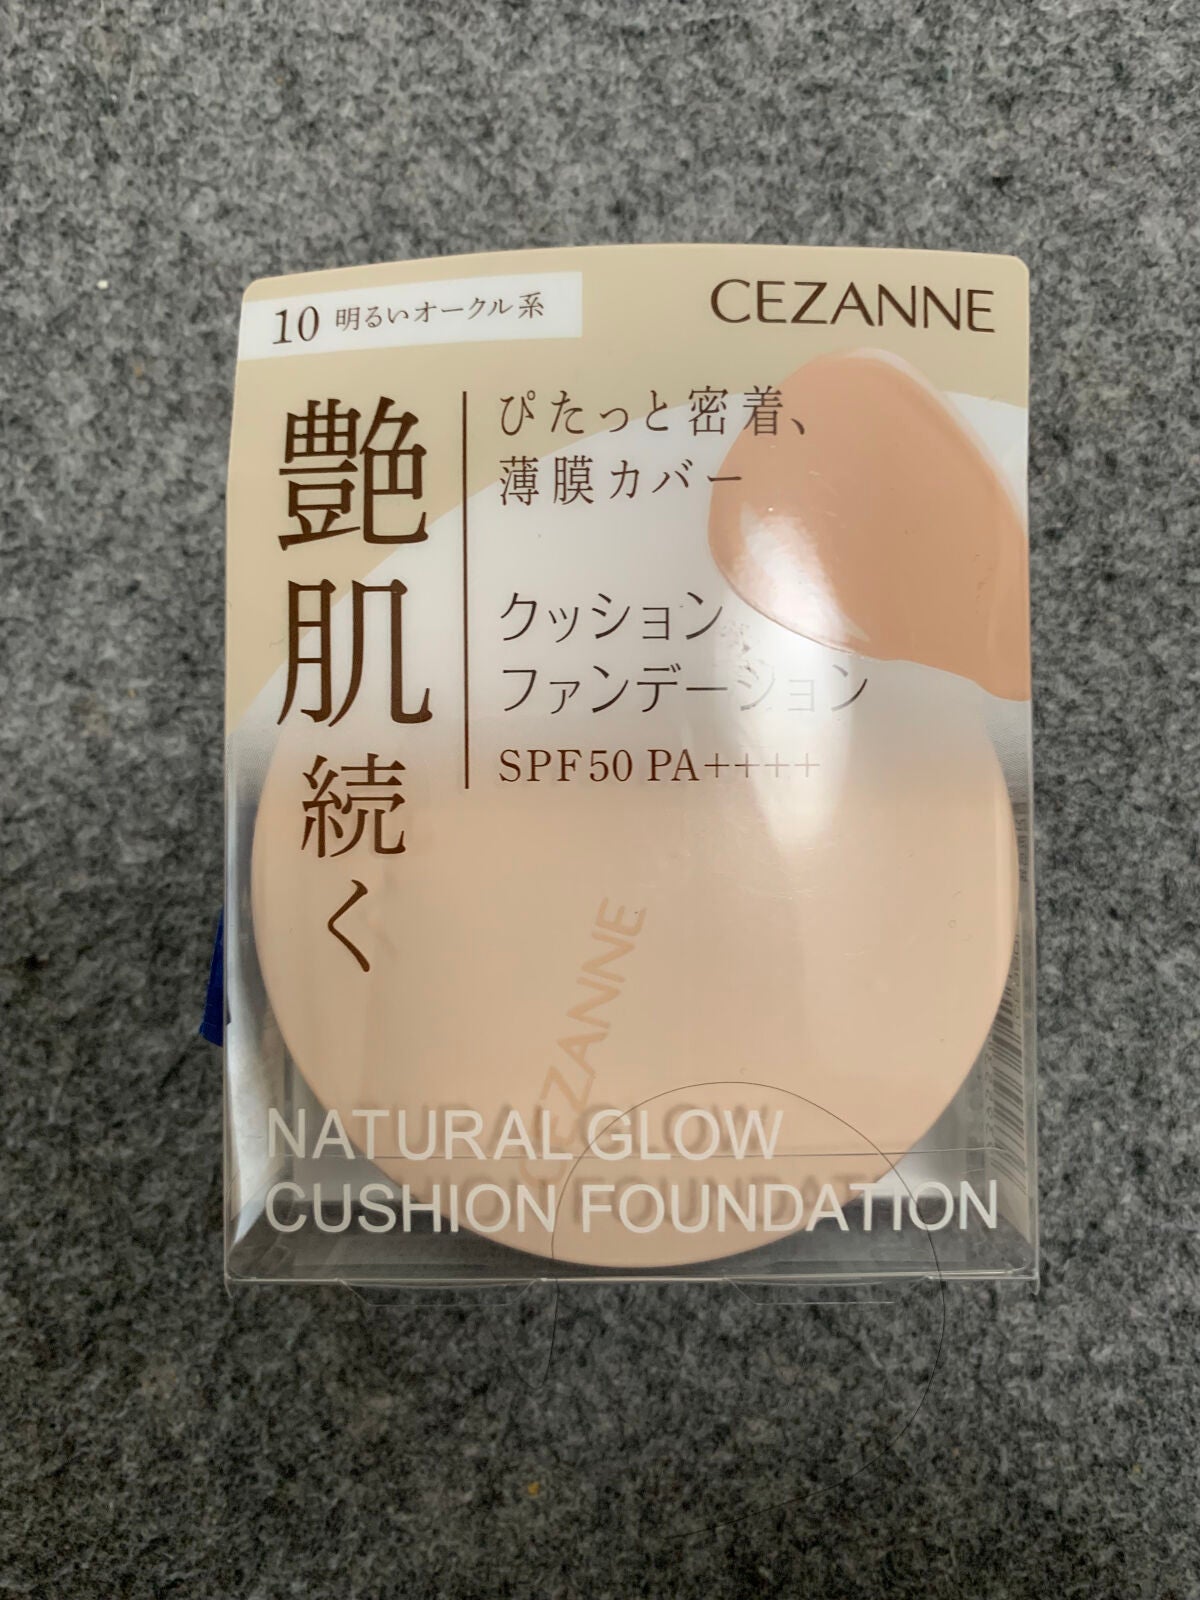 10 明るいオークル系
CEZANNE
艶肌続く
ぴたっと密着、
薄膜カバー
クッション
ファンデーション
SPF50 PA++++
CEZANNE
NATURAL GLOW
CUSHION FOUNDATION